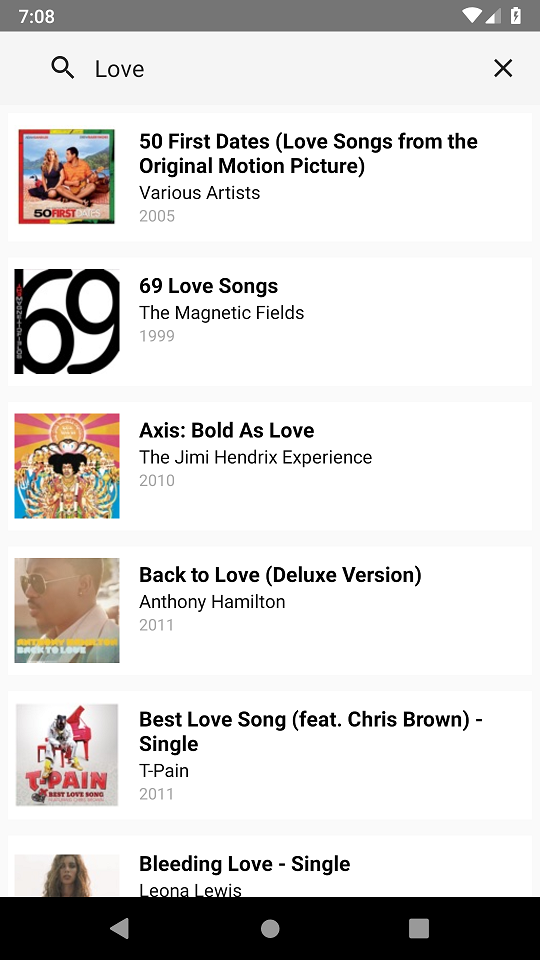 7:08
Love
50 First Dates (Love Songs from the
Original Motion Picture)
Various Artists
2005
50 FIRST DATES
69 Love Songs
The Magnetic Fields
1999
69
Axis: Bold As Love
The Jimi Hendrix Experience
2010
Back to Love (Deluxe Version)
Anthony Hamilton
2011
ANTHONY HAMILTON
BACK TO LOVE
Best Love Song (feat. Chris Brown) -
Single
T-Pain
2011
T-PAIN
BEST LOVE SONG
FEATURING CHRIS BROWN
Bleeding Love - Single
Leona Lewis